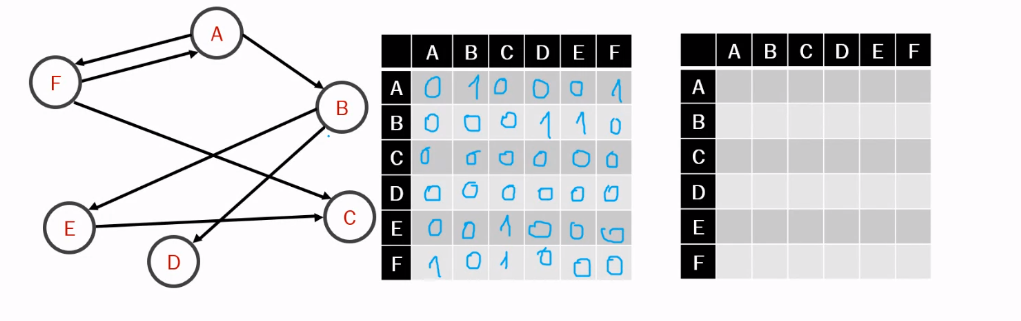 A
F
B
E
C
D
A B C D E F
A 0 1 0 0 0 1
B 0 0 0 1 1 0
C 0 0 0 0 0 0
D 0 0 0 0 0 0
E 0 0 1 0 0 0
F 1 0 1 0 0 0
A B C D E F
A
B
C
D
E
F